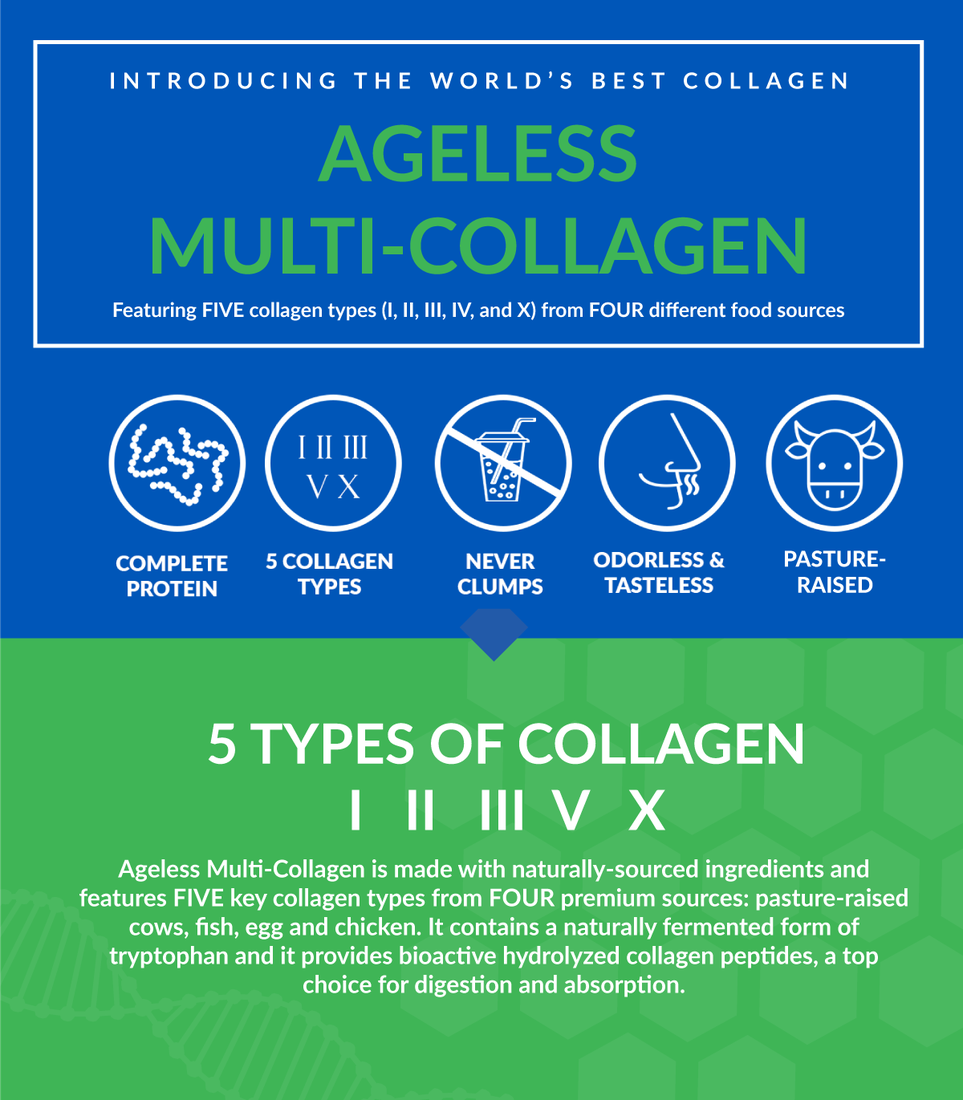 INTRODUCING THE WORLD'S BEST COLLAGEN
AGELESS
MULTI-COLLAGEN
Featuring FIVE collagen types (I, II, III, IV, and X) from FOUR different food sources
I II III
V X
COMPLETE
PROTEIN
5 COLLAGEN
TYPES
NEVER
CLUMPS
ODORLESS &
TASTELESS
PASTURE-
RAISED
5 TYPES OF COLLAGEN
I II III V X
Ageless Multi-Collagen is made with naturally-sourced ingredients and
features FIVE key collagen types from FOUR premium sources: pasture-raised
cows, fish, egg and chicken. It contains a naturally fermented form of
tryptophan and it provides bioactive hydrolyzed collagen peptides, a top
choice for digestion and absorption.